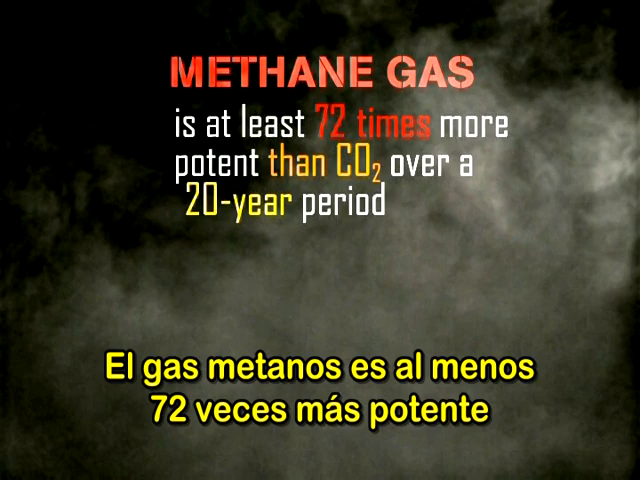 METHANE GAS
is at least 72 times more
potent than CO₂ over a
20-year period
El gas metanos es al menos
72 veces más potente